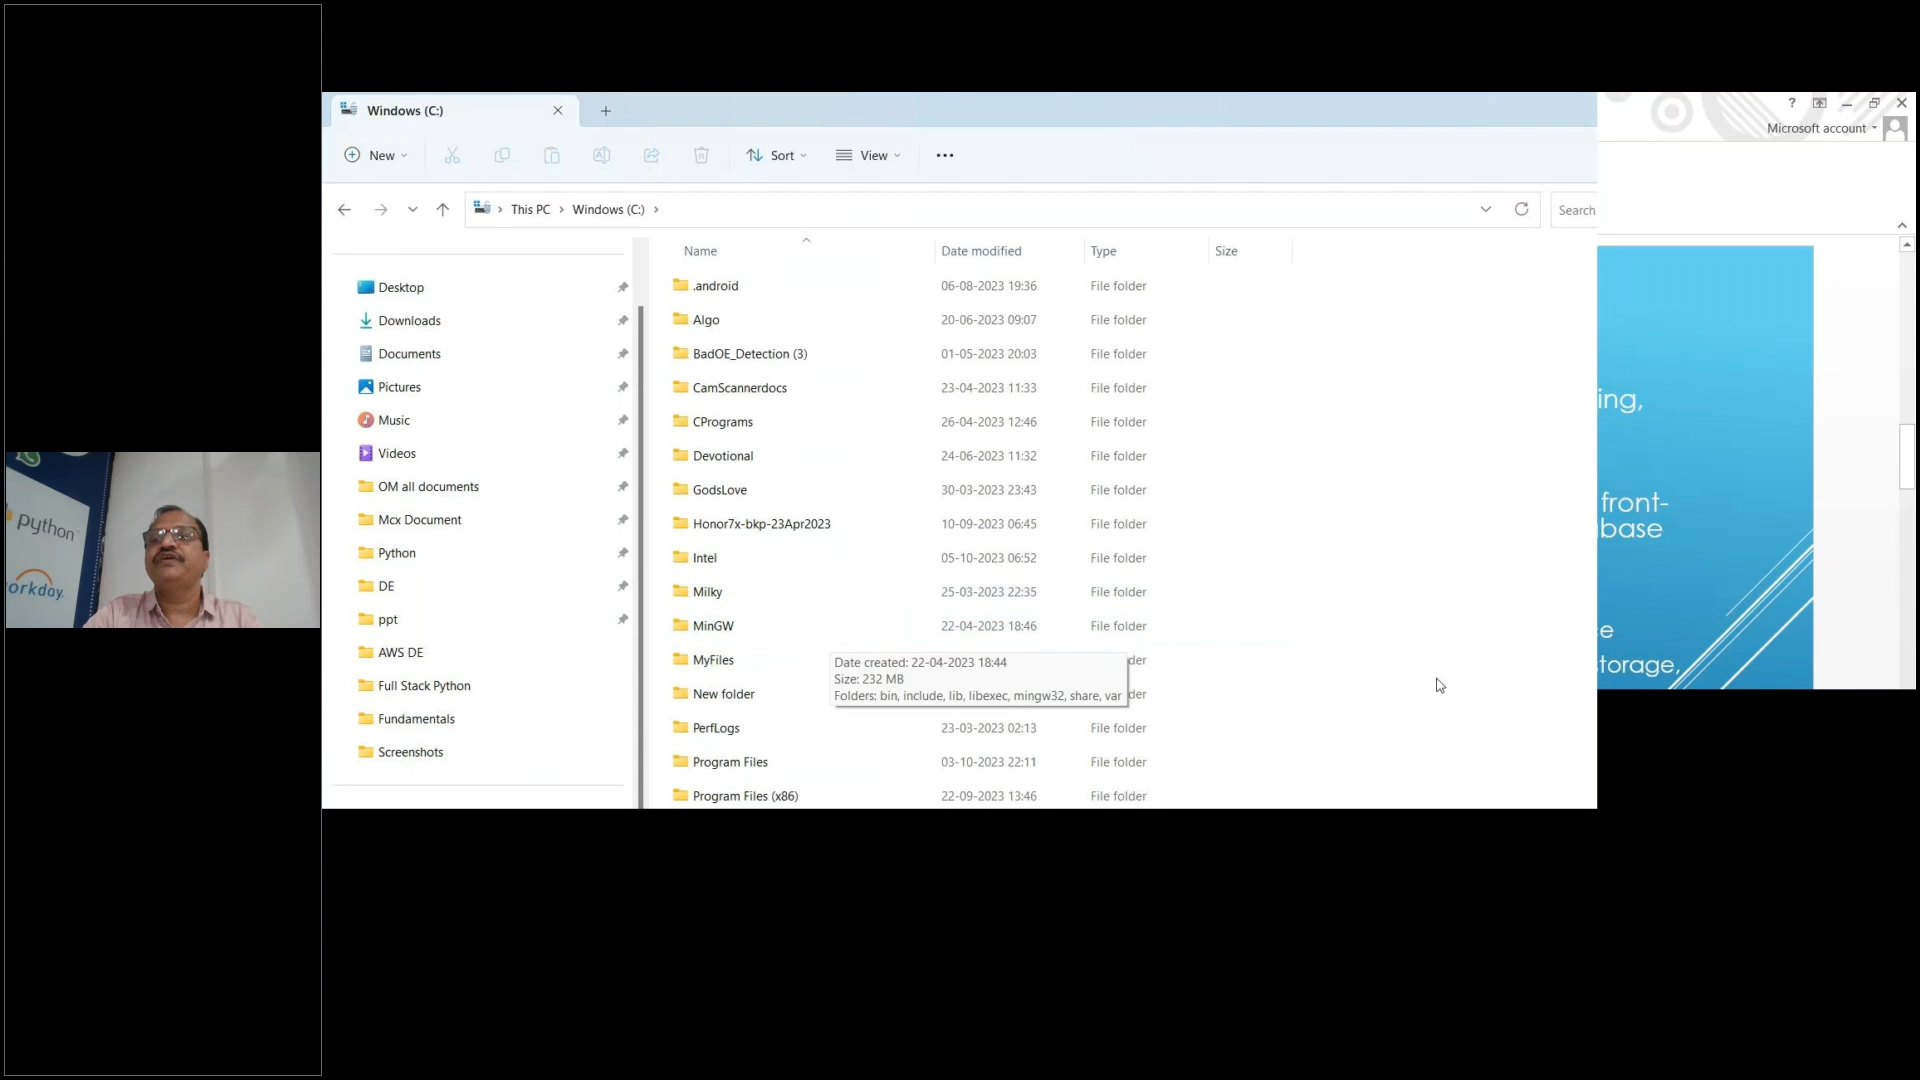 Windows (C:)
New
Sort
View
This PC > Windows (C:) >
Search
Name
Date modified
Type
Size
Desktop
Downloads
Documents
Pictures
Music
Videos
OM all documents
Mcx Document
Python
DE
ppt
AWS DE
Full Stack Python
Fundamentals
Screenshots
.android 06-08-2023 19:36 File folder
Algo 20-06-2023 09:07 File folder
BadOE_Detection (3) 01-05-2023 20:03 File folder
CamScannerdocs 23-04-2023 11:33 File folder
CPrograms 26-04-2023 12:46 File folder
Devotional 24-06-2023 11:32 File folder
GodsLove 30-03-2023 23:43 File folder
Honor7x-bkp-23Apr2023 10-09-2023 06:45 File folder
Intel 05-10-2023 06:52 File folder
Milky 25-03-2023 22:35 File folder
MinGW 22-04-2023 18:46 File folder
MyFiles der
New folder der
PerfLogs 23-03-2023 02:13 File folder
Program Files 03-10-2023 22:11 File folder
Program Files (x86) 22-09-2023 13:46 File folder
Date created: 22-04-2023 18:44
Size: 232 MB
Folders: bin, include, lib, libexec, mingw32, share, var
?
Microsoft account
ing,
front-
base
e
torage,
python
orkday.